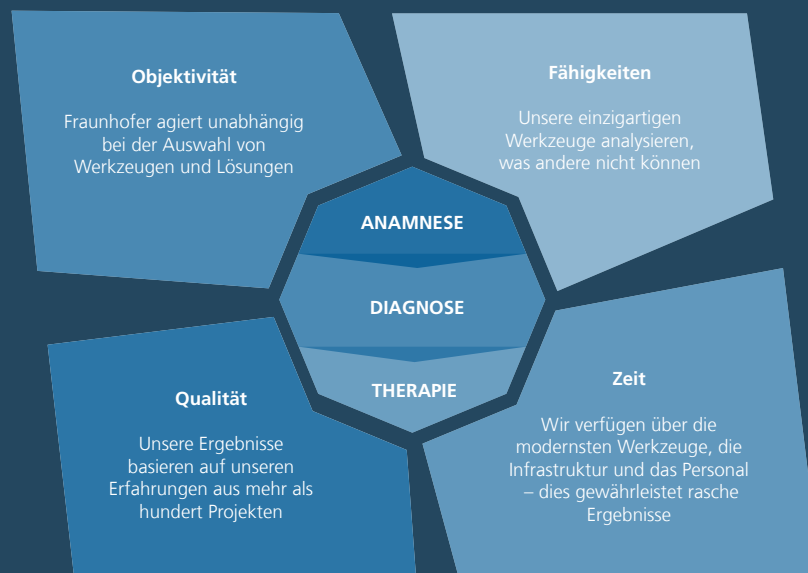 Objektivität
Fraunhofer agiert unabhängig
bei der Auswahl von
Werkzeugen und Lösungen
Fähigkeiten
Unsere einzigartigen
Werkzeuge analysieren,
was andere nicht können
ANAMNESE
DIAGNOSE
THERAPIE
Qualität
Unsere Ergebnisse
basieren auf unseren
Erfahrungen aus mehr als
hundert Projekten
Zeit
Wir verfügen über die
modernsten Werkzeuge, die
Infrastruktur und das Personal
– dies gewährleistet rasche
Ergebnisse